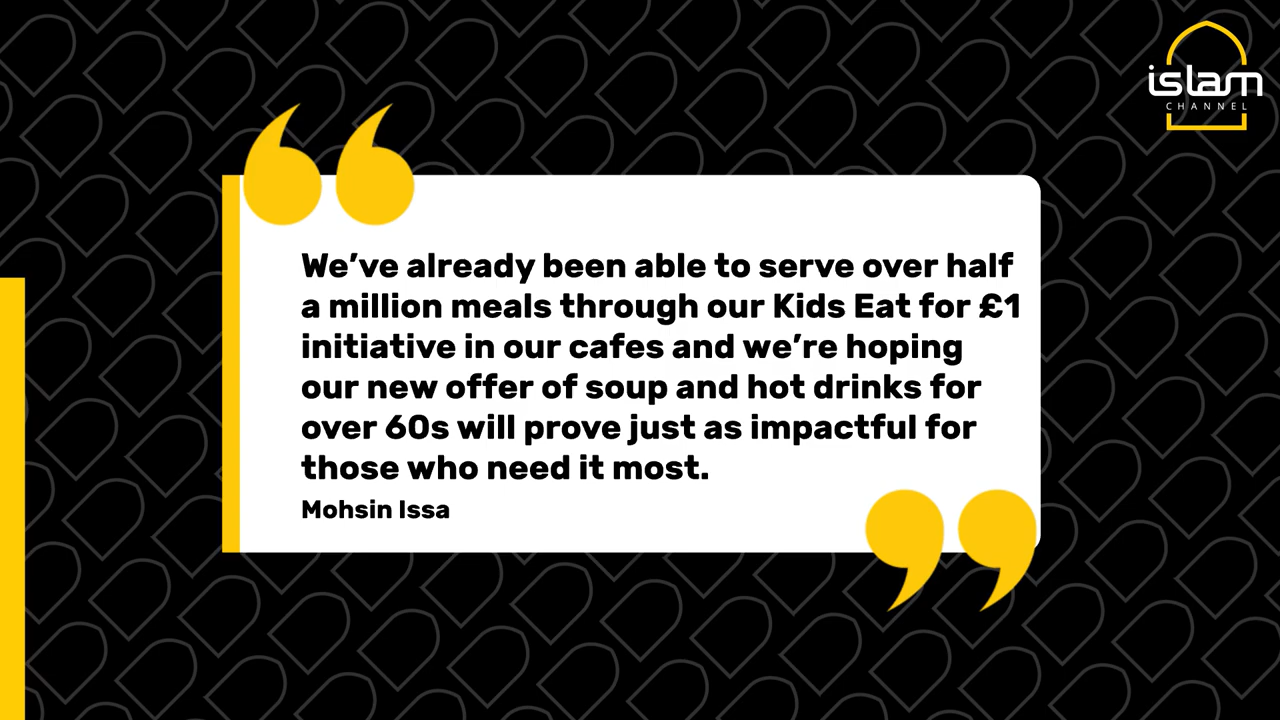 islam
CHANNEL
We’ve already been able to serve over half
a million meals through our Kids Eat for £1
initiative in our cafes and we’re hoping
our new offer of soup and hot drinks for
over 60s will prove just as impactful for
those who need it most.
Mohsin Issa